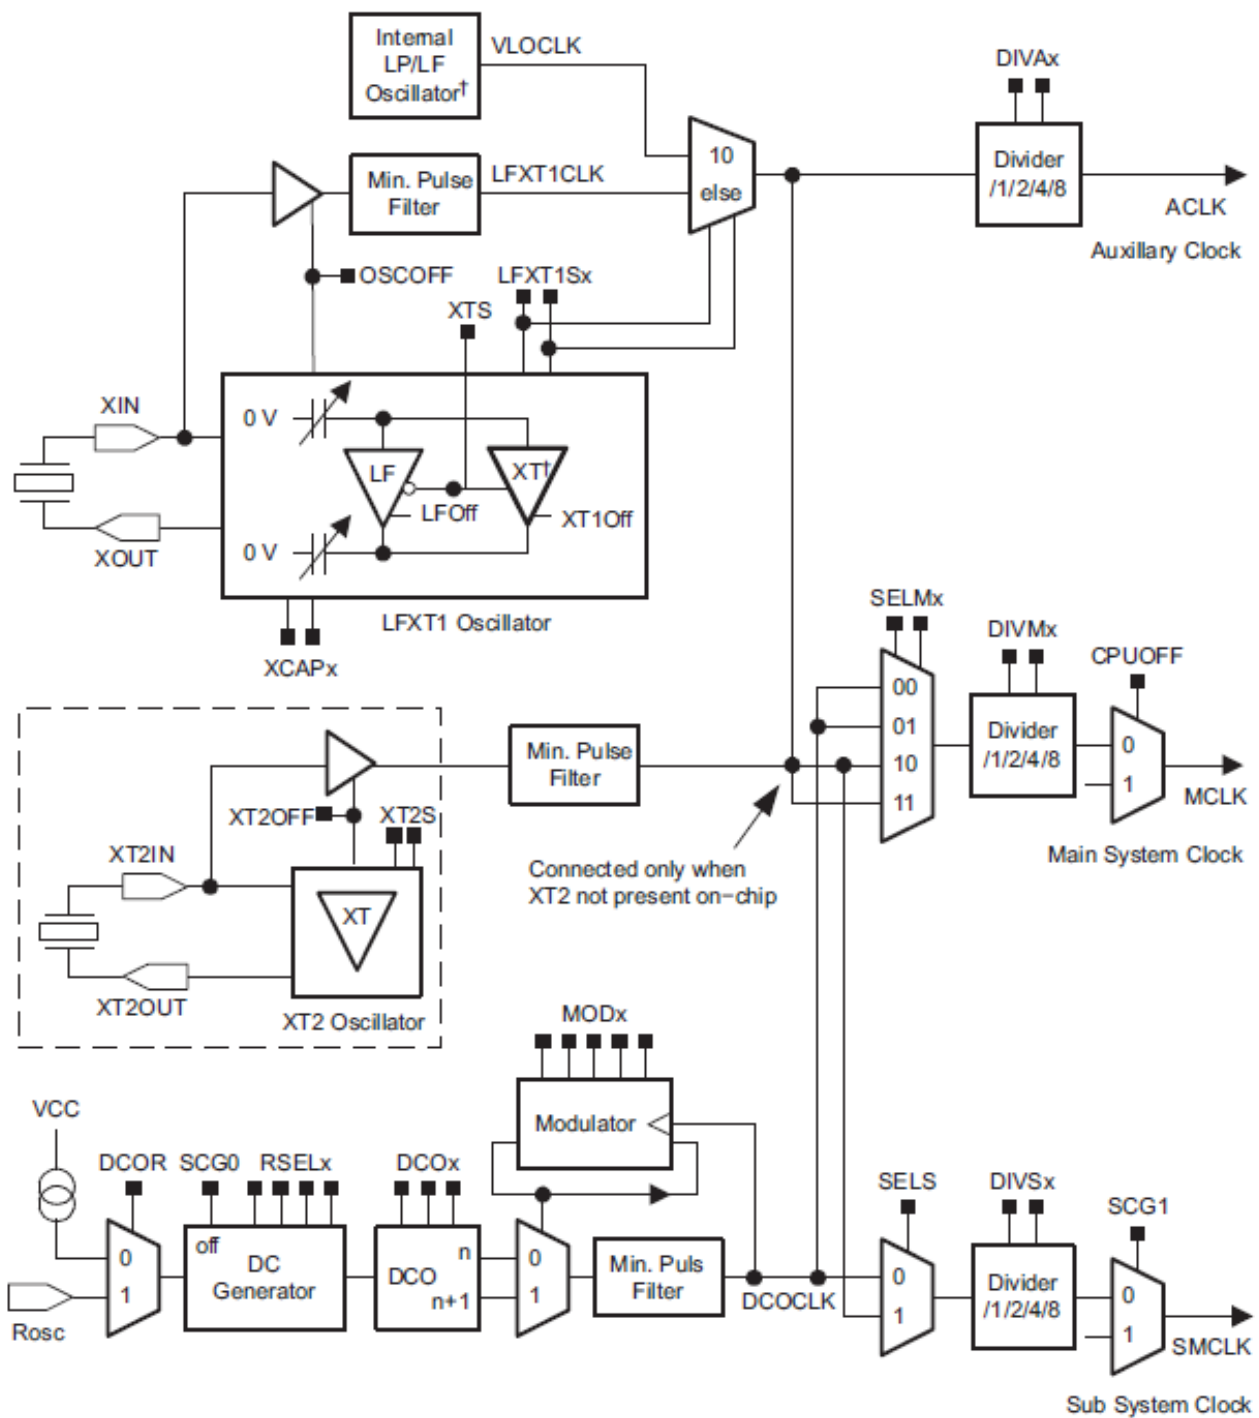 Internal
LP/LF
Oscillator†
VLOCLK
DIVAx
10
else
Divider
/1/2/4/8
Min. Pulse
Filter
LFXT1CLK
ACLK
Auxillary Clock
OSCOFF
LFXT1Sx
XTS
XIN
0 V
LF
XT†
LFOff
XT1Off
0 V
XOUT
LFXT1 Oscillator
XCAPx
SELMx
DIVMx
CPUOFF
00
01
10
11
Divider
/1/2/4/8
0
1
MCLK
Main System Clock
Min. Pulse
Filter
XT2OFF
XT2S
XT2IN
XT
XT2OUT
XT2 Oscillator
Connected only when
XT2 not present on−chip
MODx
Modulator
VCC
DCOR
SCG0
RSELx
DCOx
0
1
off
DC
Generator
DCO
n
n+1
0
1
Min. Puls
Filter
DCOCLK
Rosc
SELS
DIVSx
SCG1
0
1
Divider
/1/2/4/8
0
1
SMCLK
Sub System Clock